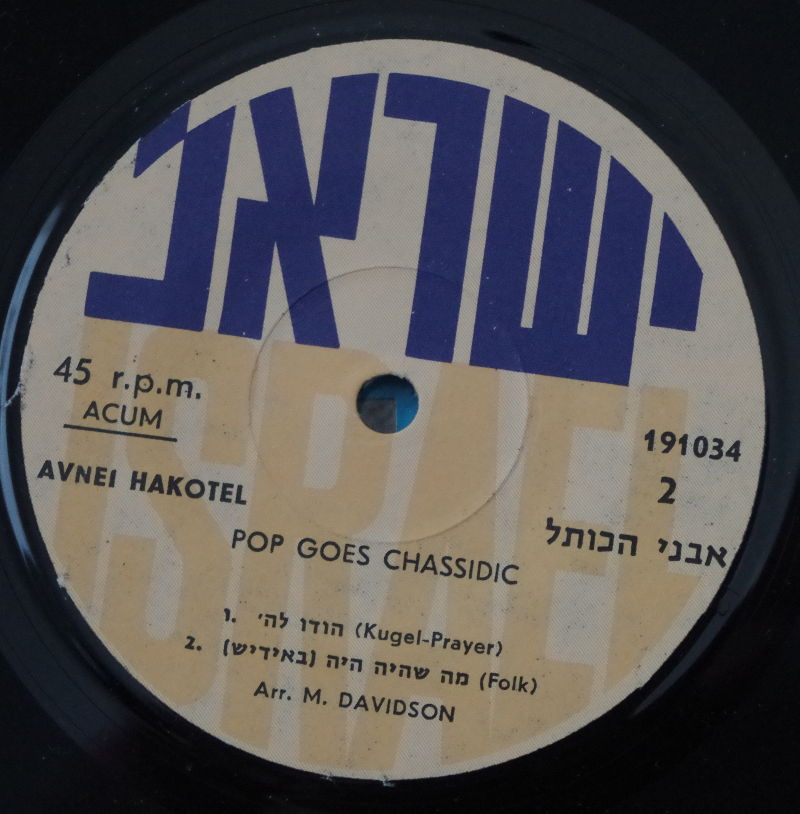 ישראל
ISRAEL
45 r.p.m.
ACUM
191034
2
AVNEI HAKOTEL
אבני הכותל
POP GOES CHASSIDIC
1. הודו לה' (Kugel-Prayer)
2. מה שהיה היה (באידיש) (Folk)
Arr. M. DAVIDSON